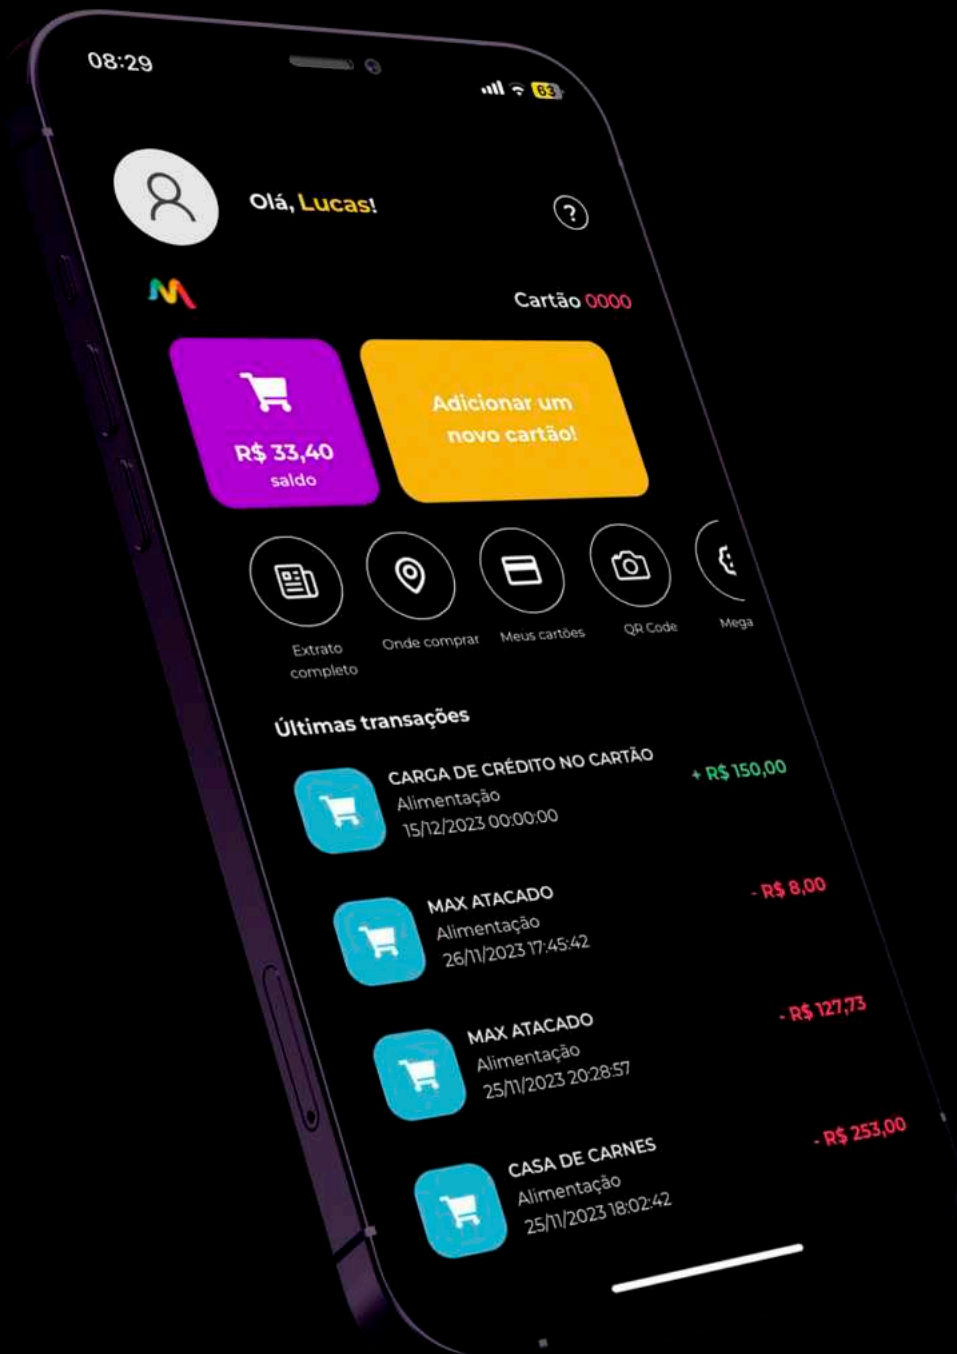 08:29
63
Olá, Lucas!
?
Cartão 0000
R$ 33,40
saldo
Adicionar um
novo cartão!
Extrato
completo
Onde comprar
Meus cartões
QR Code
Mega
Últimas transações
CARGA DE CRÉDITO NO CARTÃO
Alimentação
15/12/2023 00:00:00
+ R$ 150,00
MAX ATACADO
Alimentação
26/11/2023 17:45:42
- R$ 8,00
MAX ATACADO
Alimentação
25/11/2023 20:28:57
- R$ 127,73
CASA DE CARNES
Alimentação
25/11/2023 18:02:42
- R$ 253,00